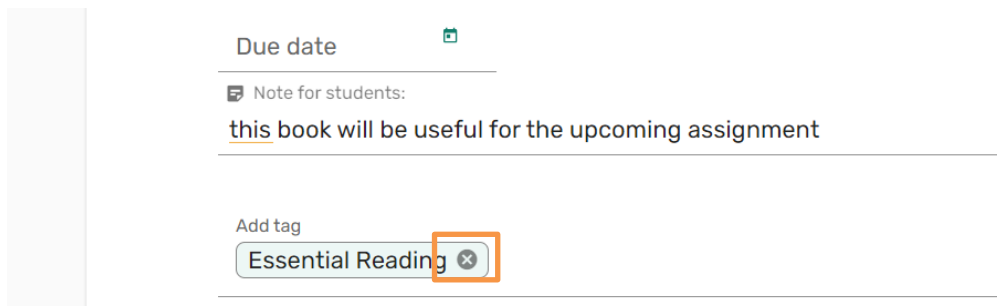 Due date
Note for students:
this book will be useful for the upcoming assignment
Add tag
Essential Reading